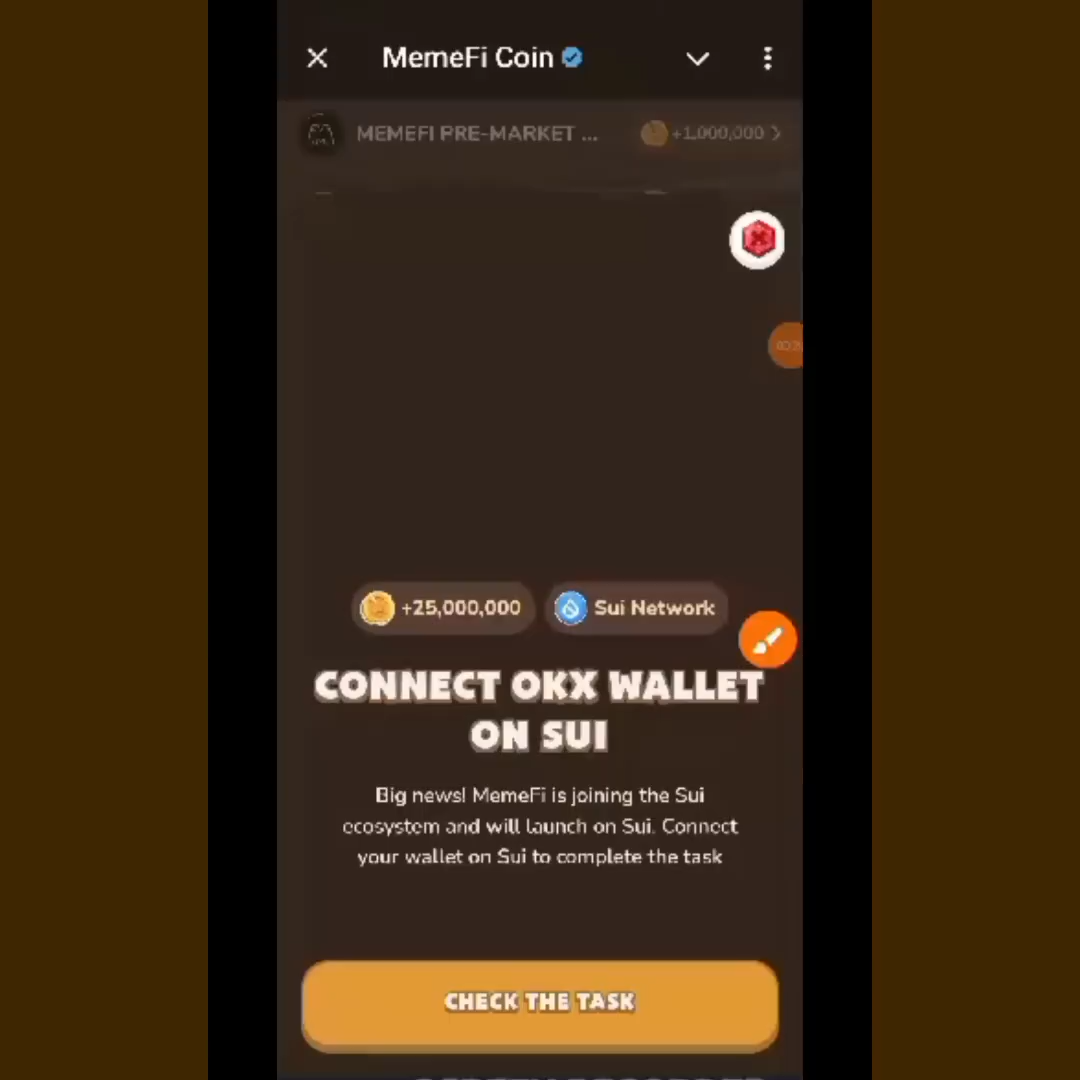 MemeFi Coin
MEMEFI PRE-MARKET ... +1,000,000
+25,000,000 Sui Network
CONNECT OKX WALLET
ON SUI
Big news! MemeFi is joining the Sui
ecosystem and will launch on Sui. Connect
your wallet on Sui to complete the task
CHECK THE TASK